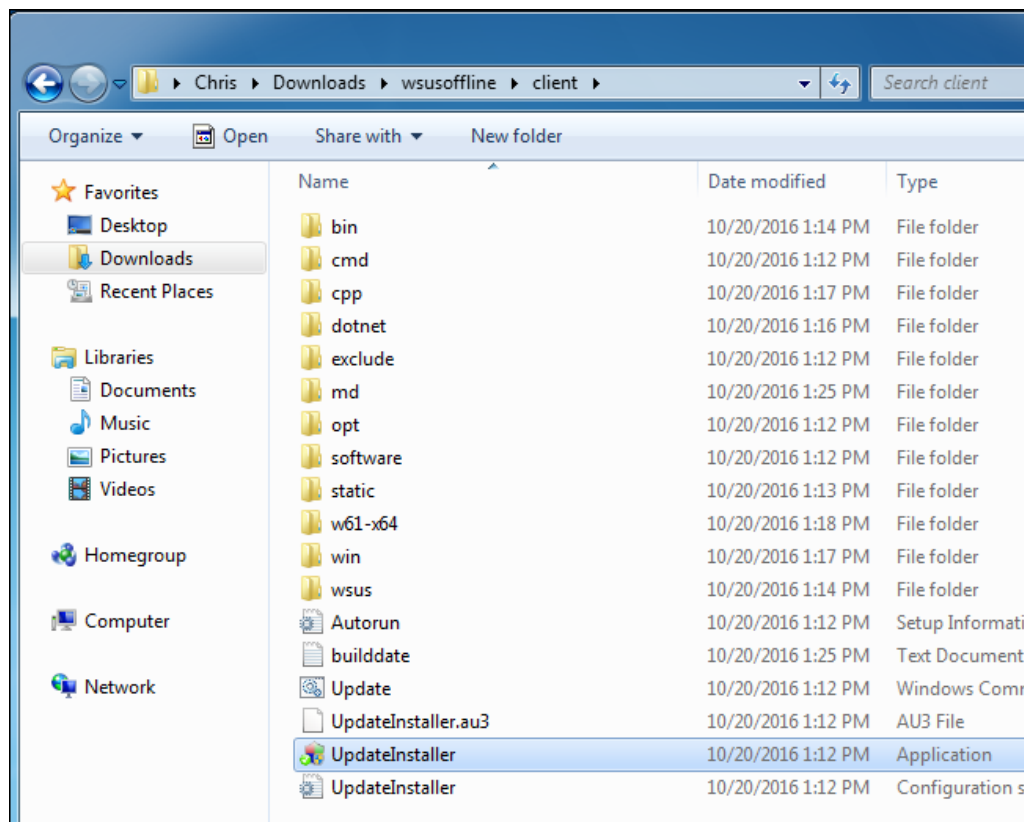 Chris Downloads wsusoffline client Search client
Organize Open Share with New folder
Favorites
Desktop
Downloads
Recent Places
Libraries
Documents
Music
Pictures
Videos
Homegroup
Computer
Network
Name Date modified Type
bin 10/20/2016 1:14 PM File folder
cmd 10/20/2016 1:12 PM File folder
cpp 10/20/2016 1:17 PM File folder
dotnet 10/20/2016 1:16 PM File folder
exclude 10/20/2016 1:12 PM File folder
md 10/20/2016 1:25 PM File folder
opt 10/20/2016 1:12 PM File folder
software 10/20/2016 1:12 PM File folder
static 10/20/2016 1:13 PM File folder
w61-x64 10/20/2016 1:18 PM File folder
win 10/20/2016 1:17 PM File folder
wsus 10/20/2016 1:14 PM File folder
Autorun 10/20/2016 1:12 PM Setup Informati
builddate 10/20/2016 1:25 PM Text Document
Update 10/20/2016 1:12 PM Windows Comm
UpdateInstaller.au3 10/20/2016 1:12 PM AU3 File
UpdateInstaller 10/20/2016 1:12 PM Application
UpdateInstaller 10/20/2016 1:12 PM Configuration s